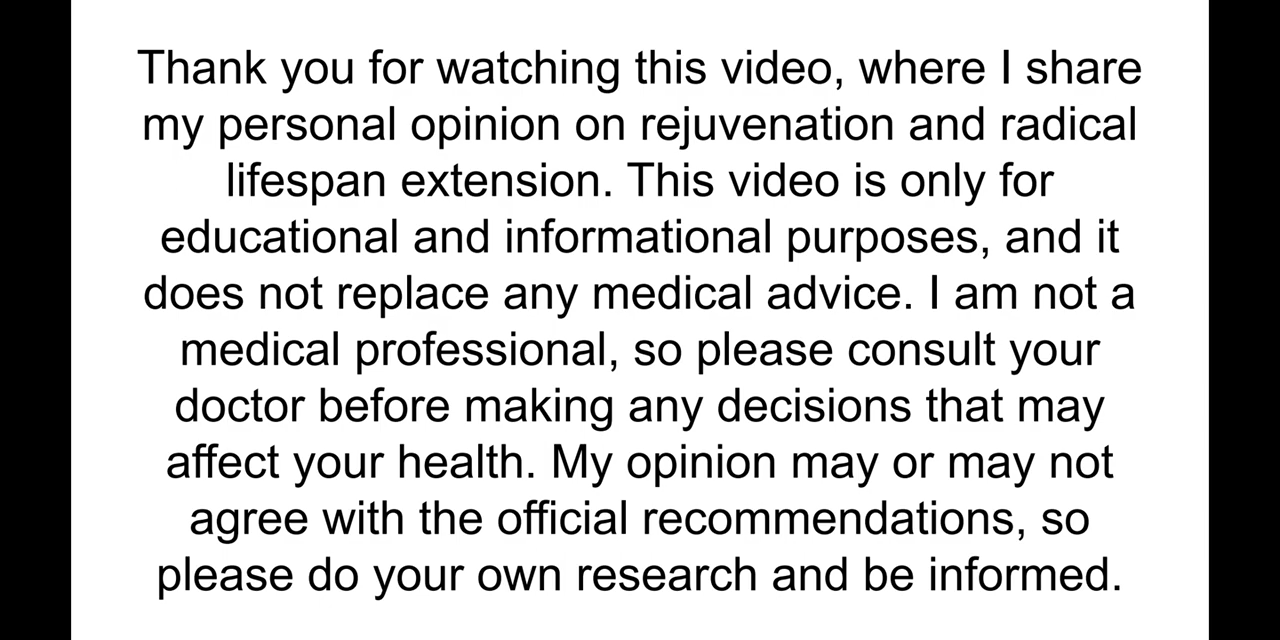 Thank you for watching this video, where I share
my personal opinion on rejuvenation and radical
lifespan extension. This video is only for
educational and informational purposes, and it
does not replace any medical advice. I am not a
medical professional, so please consult your
doctor before making any decisions that may
affect your health. My opinion may or may not
agree with the official recommendations, so
please do your own research and be informed.